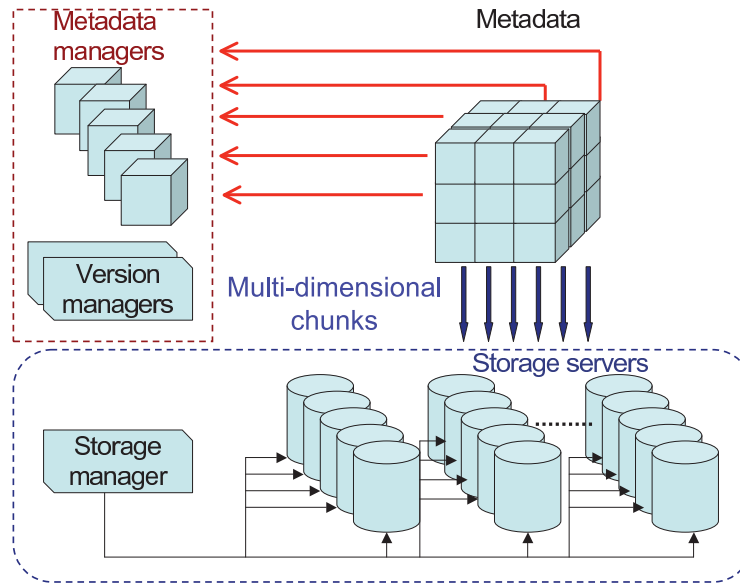 Metadata
managers
Metadata
Version
managers
Multi-dimensional
chunks
Storage servers
Storage
manager